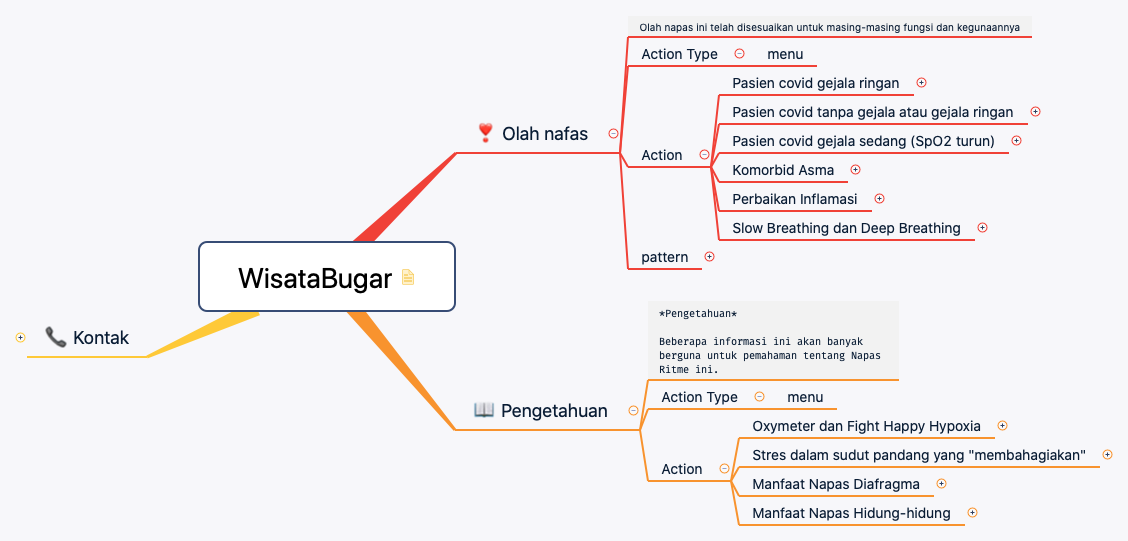 Olah napas ini telah disesuaikan untuk masing-masing fungsi dan kegunaannya
Action Type
menu
Pasien covid gejala ringan
Pasien covid tanpa gejala atau gejala ringan
Olah nafas
Pasien covid gejala sedang (SpO2 turun)
Action
Komorbid Asma
Perbaikan Inflamasi
Slow Breathing dan Deep Breathing
pattern
WisataBugar
Kontak
*Pengetahuan*
Beberapa informasi ini akan banyak
berguna untuk pemahaman tentang Napas
Ritme ini.
Action Type
menu
Pengetahuan
Oxymeter dan Fight Happy Hypoxia
Stres dalam sudut pandang yang "membahagiakan"
Action
Manfaat Napas Diafragma
Manfaat Napas Hidung-hidung